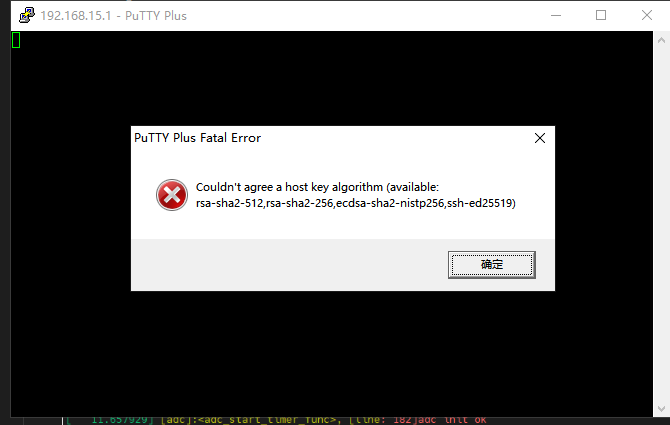 192.168.15.1 - PuTTY Plus
PuTTY Plus Fatal Error
Couldn't agree a host key algorithm (available:
rsa-sha2-512,rsa-sha2-256,ecdsa-sha2-nistp256,ssh-ed25519)
确定
[ 11.657929] [adc]:<adc_start_timer_func>, [line: 182]adc init ok